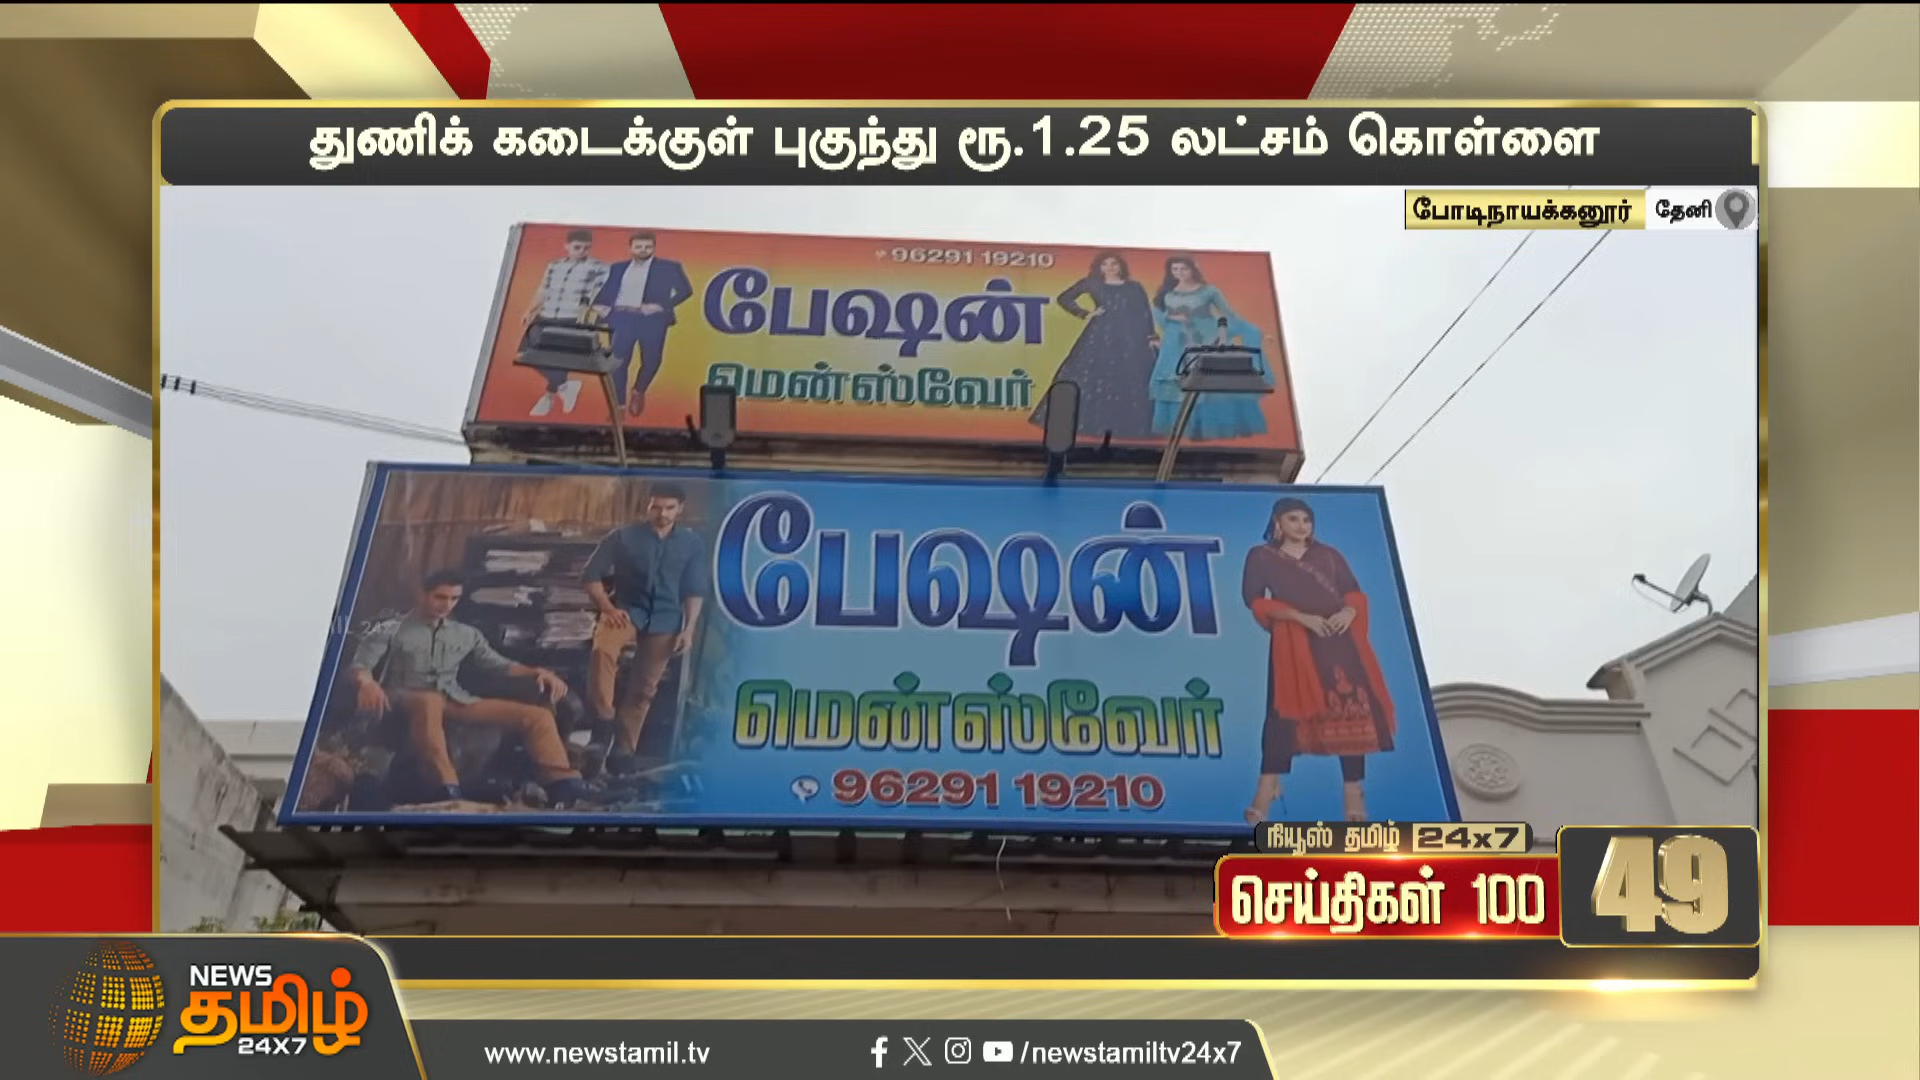 துணிக் கடைக்குள் புகுந்து ரூ.1.25 லட்சம் கொள்ளை
போடிநாயக்கனூர் தேனி
96291 19210
பேஷன்
மென்ஸ்வேர்
பேஷன்
மென்ஸ்வேர்
96291 19210
நியூஸ் தமிழ் 24x7
செய்திகள் 100
49
NEWS
தமிழ்
24X7
www.newstamil.tv
/newstamiltv24x7